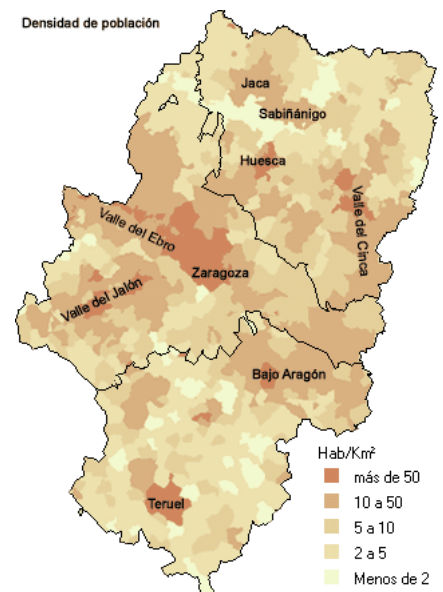 Densidad de población
Jaca
Sabiñánigo
Huesca
Valle del Ebro
Valle del Cinca
Zaragoza
Valle del Jalón
Bajo Aragón
Teruel
Hab/Km²
más de 50
10 a 50
5 a 10
2 a 5
Menos de 2